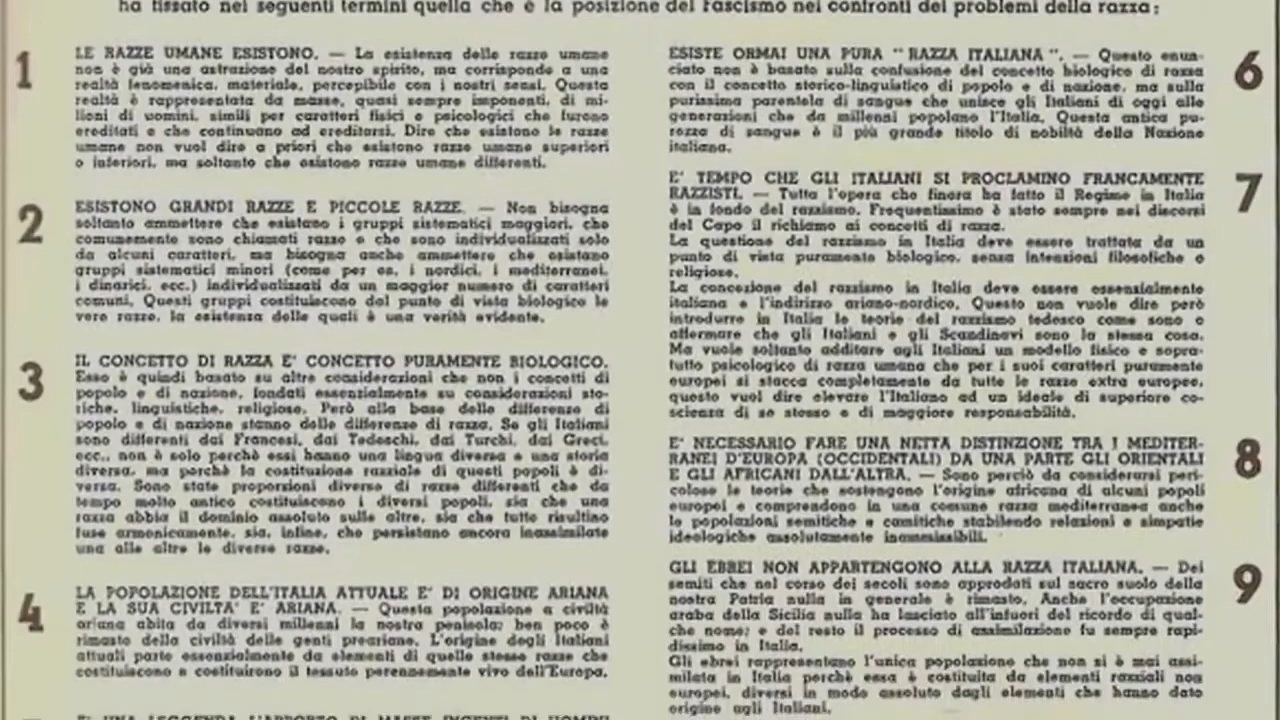 ha fissato nei seguenti termini quella che è la posizione del Fascismo nei confronti dei problemi della razza:
1
LE RAZZE UMANE ESISTONO. — La esistenza delle razze umane
non è già una astrazione del nostro spirito, ma corrisponde a una
realtà fenomenica, materiale, percepibile con i nostri sensi. Questa
realtà è rappresentata da masse, quasi sempre imponenti, di mi-
lioni di uomini, simili per caratteri fisici e psicologici che furono
ereditati e che continuano ad ereditarsi. Dire che esistono le razze
umane non vuol dire a priori che esistono razze umane superiori
o inferiori, ma soltanto che esistono razze umane differenti.
2
ESISTONO GRANDI RAZZE E PICCOLE RAZZE. — Non bisogna
soltanto ammettere che esistano i gruppi sistematici maggiori, che
comunemente sono chiamati razze e che sono individualizzati solo
da alcuni caratteri, ma bisogna anche ammettere che esistano
gruppi sistematici minori (come per es. i nordici, i mediterranei,
i dinarici, ecc.) individualizzati da un maggior numero di caratteri
comuni. Questi gruppi costituiscono dal punto di vista biologico le
vere razze, la esistenza delle quali è una verità evidente.
3
IL CONCETTO DI RAZZA E' CONCETTO PURAMENTE BIOLOGICO.
Esso è quindi basato su altre considerazioni che non i concetti di
popolo e di nazione, fondati essenzialmente su considerazioni sto-
riche, linguistiche, religiose. Però alla base delle differenze di
popolo e di nazione stanno delle differenze di razza. Se gli Italiani
sono differenti dai Francesi, dai Tedeschi, dai Turchi, dai Greci,
ecc., non è solo perchè essi hanno una lingua diversa e una storia
diversa, ma perchè la costituzione razziale di questi popoli è di-
versa. Sono state proporzioni diverse di razze differenti che da
tempo molto antico costituiscono i diversi popoli, sia che una
razza abbia il dominio assoluto sulle altre, sia che tutte risultino
fuse armonicamente, sia, infine, che persistano ancora inassimilate
una alle altre le diverse razze.
4
LA POPOLAZIONE DELL'ITALIA ATTUALE E' DI ORIGINE ARIANA
E LA SUA CIVILTA' E' ARIANA. — Questa popolazione a civiltà
ariana abita da diversi millenni la nostra penisola; ben poco è
rimasto della civiltà delle genti preariane. L'origine degli Italiani
attuali parte essenzialmente da elementi di quelle stesse razze che
costituiscono e costituirono il tessuto perennemente vivo dell'Europa.
E' UNA LEGGENDA L'APPORTO DI MASSE INGENTI DI UOMINI
6
ESISTE ORMAI UNA PURA " RAZZA ITALIANA ". — Questo enun-
ciato non è basato sulla confusione del concetto biologico di razza
con il concetto storico-linguistico di popolo e di nazione, ma sulla
purissima parentela di sangue che unisce gli Italiani di oggi alle
generazioni che da millenni popolano l'Italia. Questa antica pu-
rezza di sangue è il più grande titolo di nobiltà della Nazione
italiana.
7
E' TEMPO CHE GLI ITALIANI SI PROCLAMINO FRANCAMENTE
RAZZISTI. — Tutta l'opera che finora ha fatto il Regime in Italia
è in fondo del razzismo. Frequentissimo è stato sempre nei discorsi
del Capo il richiamo ai concetti di razza.
La questione del razzismo in Italia deve essere trattata da un
punto di vista puramente biologico, senza intenzioni filosofiche o
religiose.
La concezione del razzismo in Italia deve essere essenzialmente
italiana e l'indirizzo ariano-nordico. Questo non vuole dire però
introdurre in Italia le teorie del razzismo tedesco come sono o
affermare che gli Italiani e gli Scandinavi sono la stessa cosa.
Ma vuole soltanto additare agli Italiani un modello fisico e sopra-
tutto psicologico di razza umana che per i suoi caratteri puramente
europei si stacca completamente da tutte le razze extra europee,
questo vuol dire elevare l'Italiano ad un ideale di superiore co-
scienza di se stesso e di maggiore responsabilità.
8
E' NECESSARIO FARE UNA NETTA DISTINZIONE TRA I MEDITER-
RANEI D'EUROPA (OCCIDENTALI) DA UNA PARTE GLI ORIENTALI
E GLI AFRICANI DALL'ALTRA. — Sono perciò da considerarsi peri-
colose le teorie che sostengono l'origine africana di alcuni popoli
europei e comprendono in una comune razza mediterranea anche
le popolazioni semitiche e camitiche stabilendo relazioni e simpatie
ideologiche assolutamente inammissibili.
9
GLI EBREI NON APPARTENGONO ALLA RAZZA ITALIANA. — Dei
semiti che nel corso dei secoli sono approdati sul sacro suolo della
nostra Patria nulla in generale è rimasto. Anche l'occupazione
araba della Sicilia nulla ha lasciato all'infuori del ricordo di qual-
che nome; e del resto il processo di assimilazione fu sempre rapi-
dissimo in Italia.
Gli ebrei rappresentano l'unica popolazione che non si è mai assi-
milata in Italia perchè essa è costituita da elementi razziali non
europei, diversi in modo assoluto dagli elementi che hanno dato
origine agli Italiani.